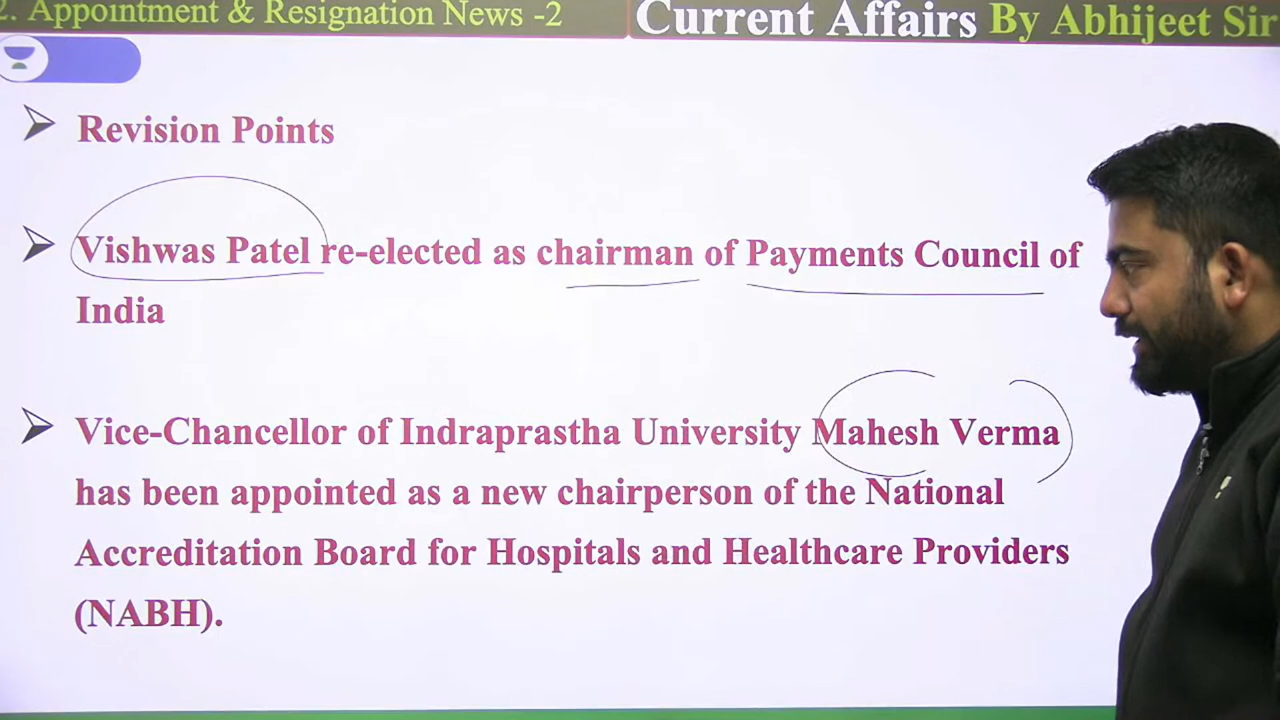 2. Appointment & Resignation News -2
Current Affairs By Abhijeet Sir
Revision Points
Vishwas Patel re-elected as chairman of Payments Council of
India
Vice-Chancellor of Indraprastha University Mahesh Verma
has been appointed as a new chairperson of the National
Accreditation Board for Hospitals and Healthcare Providers
(NABH).